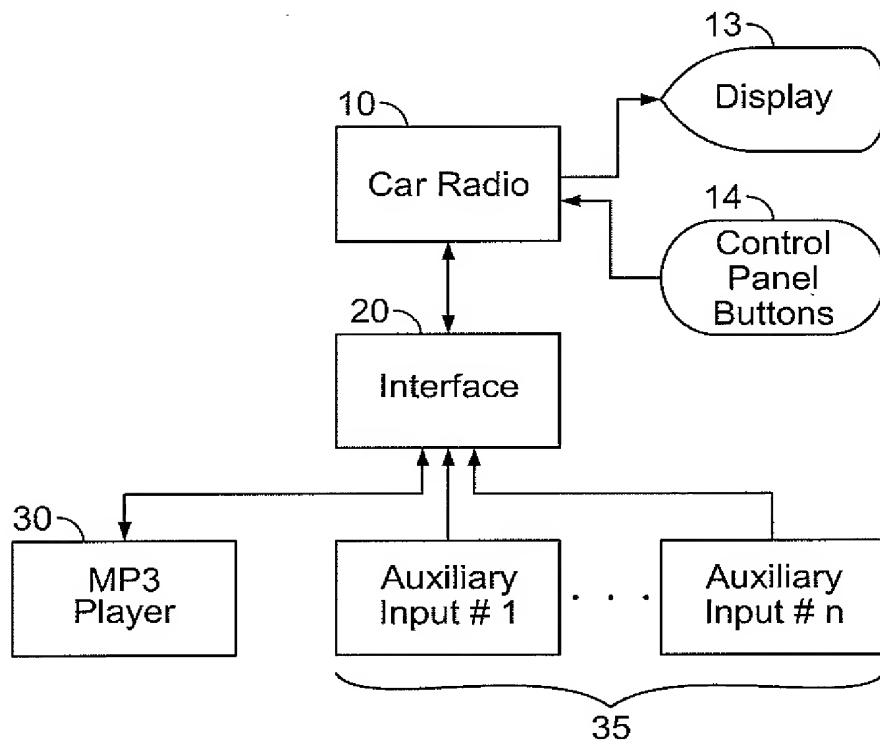 13
Display
10
Car Radio
14
Control
Panel
Buttons
20
Interface
30
MP3
Player
Auxiliary
Input # 1
. . .
Auxiliary
Input # n
35